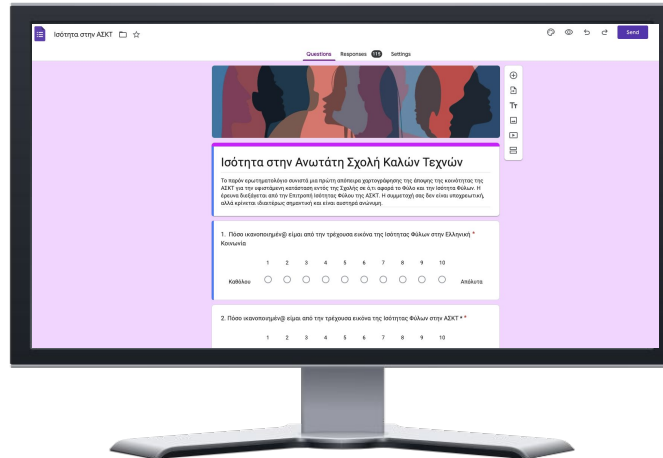 Ισότητα στην ΑΣΚΤ
Send
Questions Responses 115 Settings
Tт
Ισότητα στην Ανωτάτη Σχολή Καλών Τεχνών
Το παρόν ερωτηματολόγιο συνιστά μια πρώτη απόπειρα χαρτογράφησης της άποψης της κοινότητας της
ΑΣΚΤ για την υφιστάμενη κατάσταση εντός της Σχολής σε ό,τι αφορά το Φύλο και την Ισότητα Φύλων. Η
έρευνα διεξάγεται από την Επιτροπή Ισότητας Φύλου της ΑΣΚΤ. Η συμμετοχή σας δεν είναι υποχρεωτική,
αλλά κρίνεται ιδιαιτέρως σημαντική και είναι αυστηρά ανώνυμη.
1. Πόσο ικανοποιημέν@ είμαι από την τρέχουσα εικόνα της Ισότητας Φύλων στην Ελληνική *
Κοινωνία
1 2 3 4 5 6 7 8 9 10
Καθόλου Απόλυτα
2. Πόσο ικανοποιημέν@ είμαι από την τρέχουσα εικόνα της Ισότητας Φύλων στην ΑΣΚΤ * *
1 2 3 4 5 6 7 8 9 10